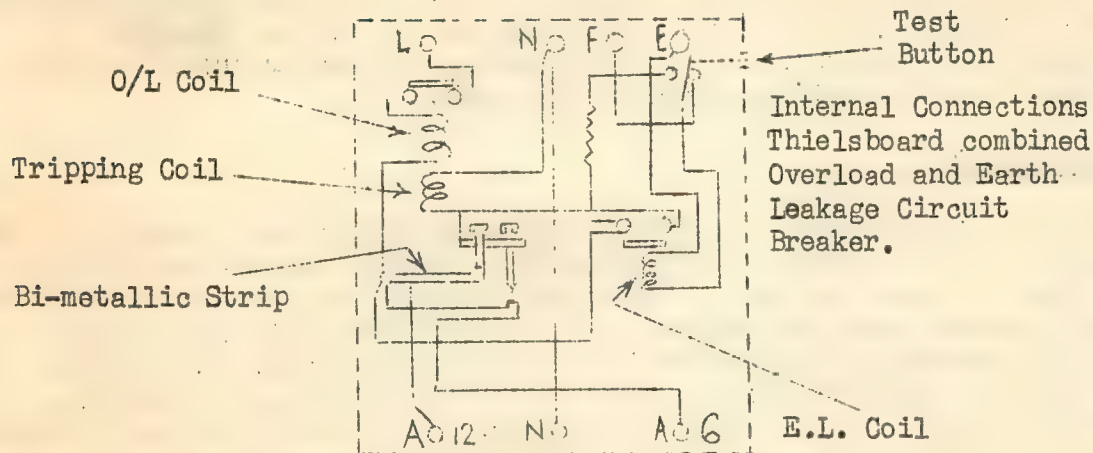 Test
Button
L N F E
O/L Coil
Internal Connections
Thielsboard combined
Overload and Earth
Leakage Circuit
Breaker.
Tripping Coil
Bi-metallic Strip
A 12 N A 6
E.L. Coil